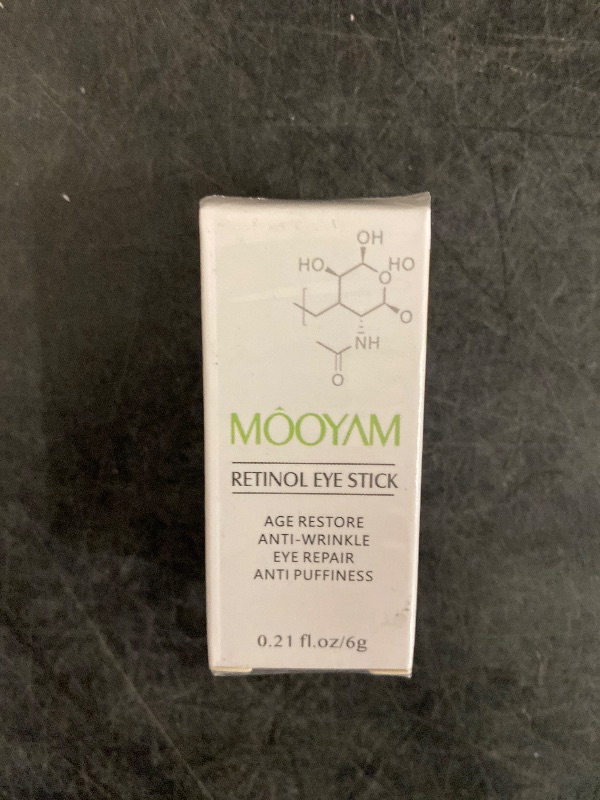 OH
HO
HO
O
O
NH
O
MÔOYAM
RETINOL EYE STICK
AGE RESTORE
ANTI-WRINKLE
EYE REPAIR
ANTI PUFFINESS
0.21 fl.oz/6g